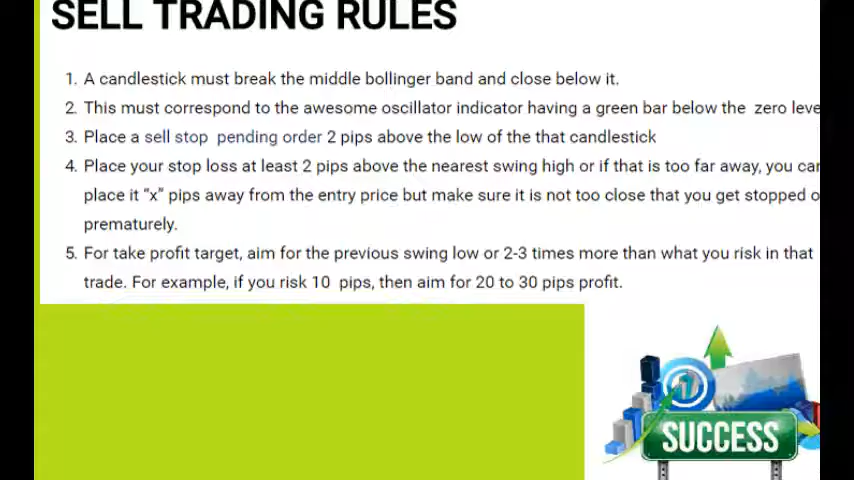 SELL TRADING RULES
1. A candlestick must break the middle bollinger band and close below it.
2. This must correspond to the awesome oscillator indicator having a green bar below the zero leve
3. Place a sell stop pending order 2 pips above the low of the that candlestick
4. Place your stop loss at least 2 pips above the nearest swing high or if that is too far away, you can
place it “x” pips away from the entry price but make sure it is not too close that you get stopped o
prematurely.
5. For take profit target, aim for the previous swing low or 2-3 times more than what you risk in that
trade. For example, if you risk 10 pips, then aim for 20 to 30 pips profit.
SUCCESS